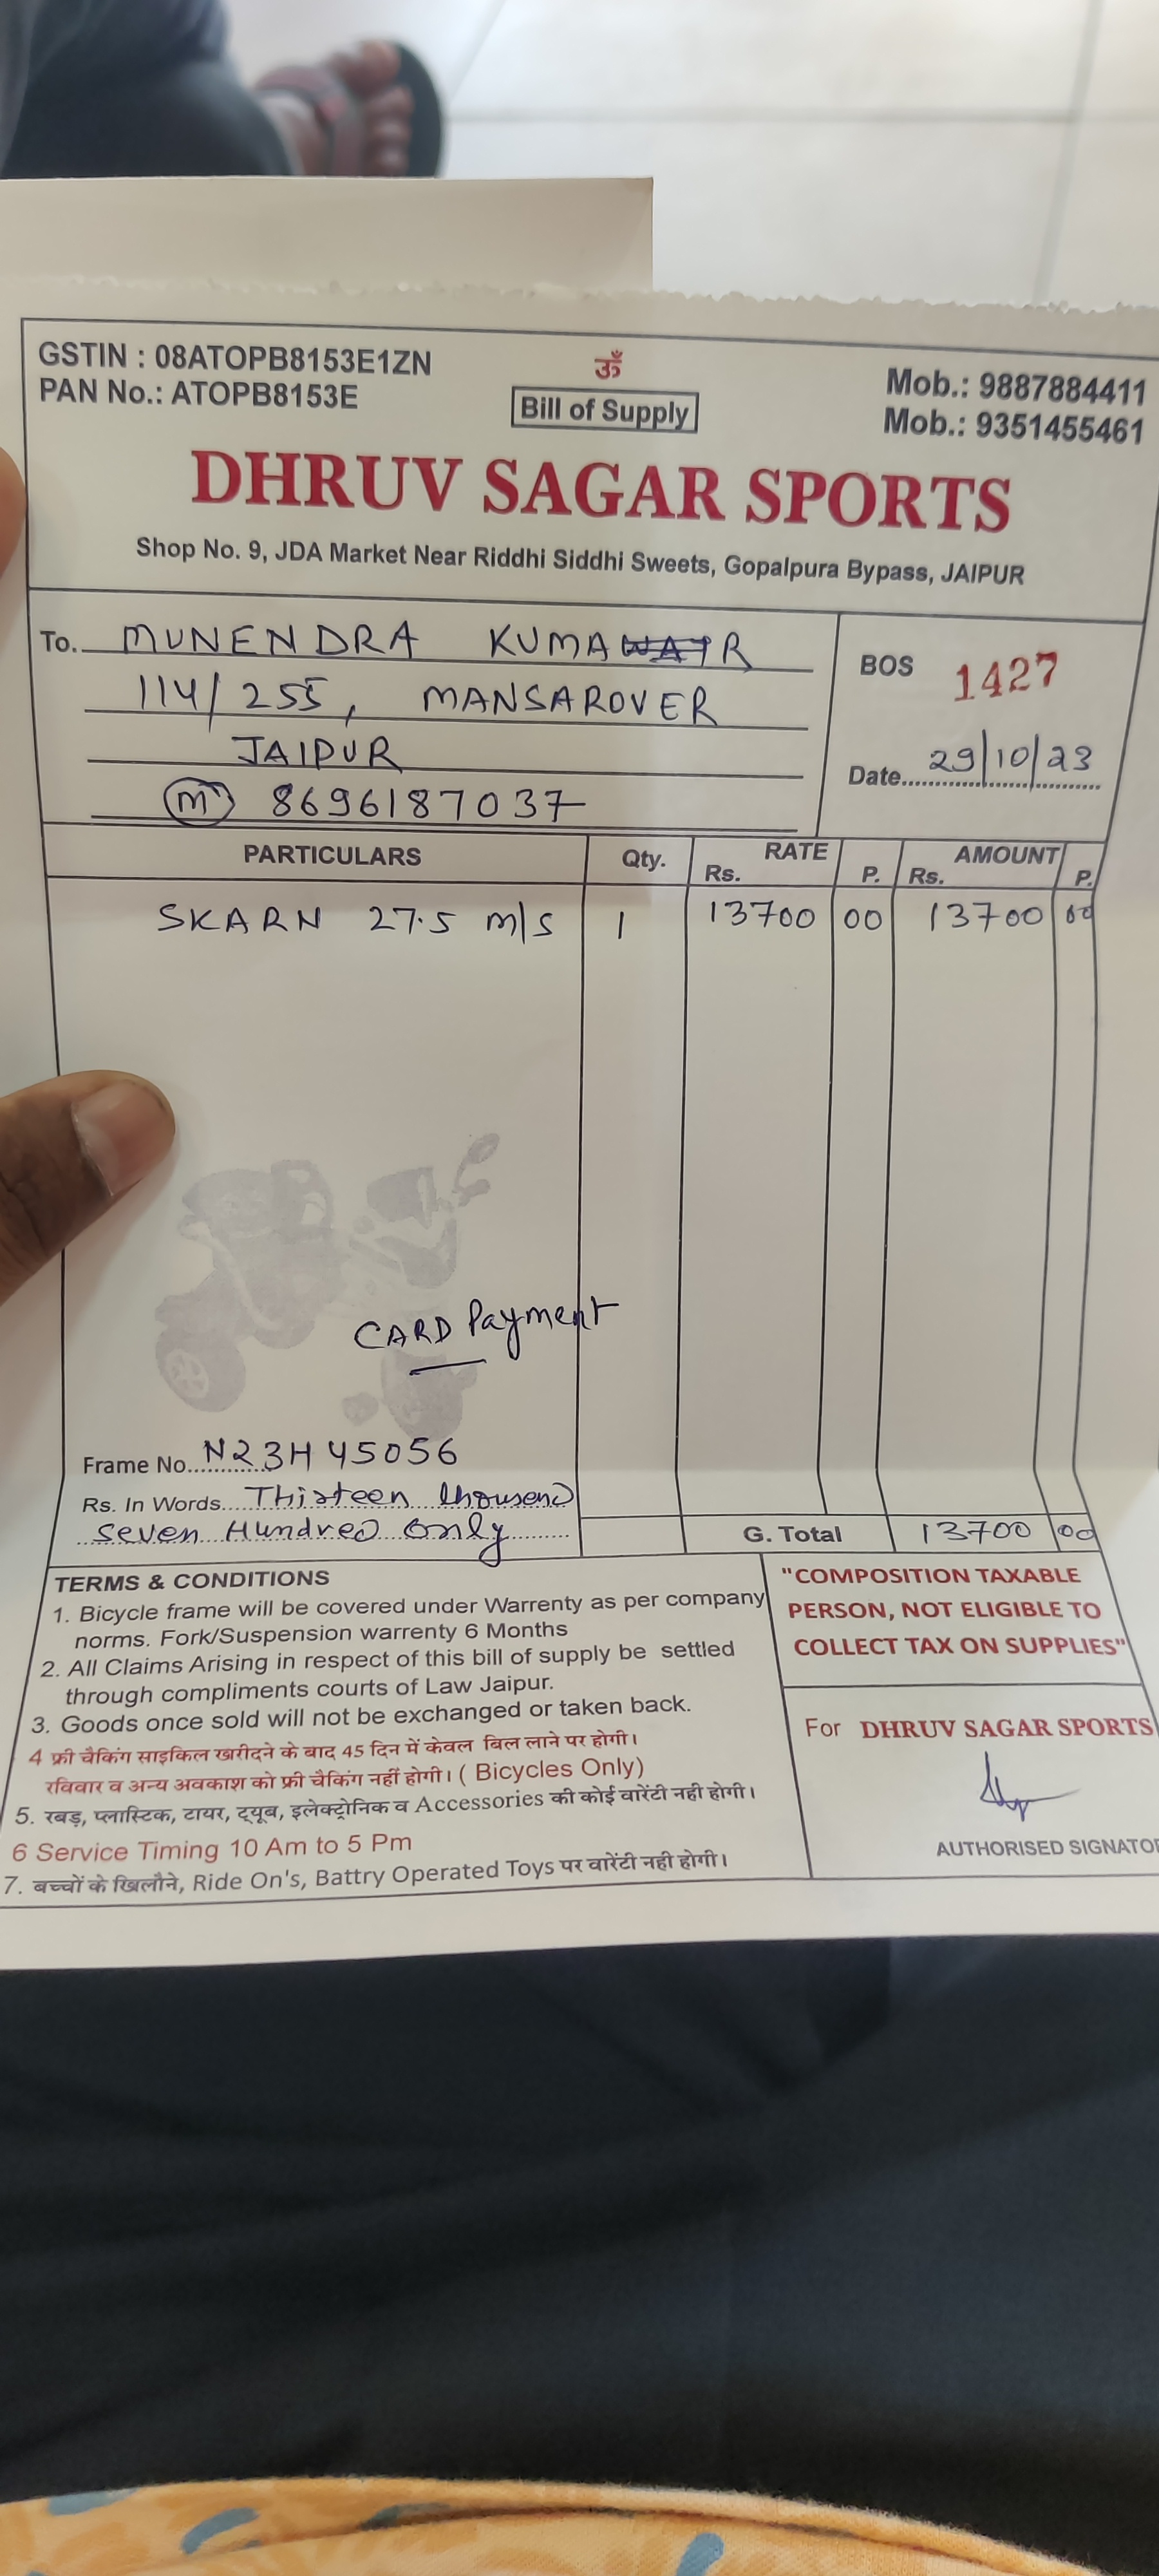 GSTIN : 08ATOPB8153E1ZN
PAN No.: ATOPB8153E
ॐ
Bill of Supply
Mob.: 9887884411
Mob.: 9351455461
DHRUV SAGAR SPORTS
Shop No. 9, JDA Market Near Riddhi Siddhi Sweets, Gopalpura Bypass, JAIPUR
To. MUNENDRA KUMAR
114/255, MANSAROVER
JAIPUR
(M) 8696187037
BOS 1427
Date 29/10/23
PARTICULARS Qty. RATE Rs. P. AMOUNT Rs. P.
SKARN 27.5 m/s 1 13700 00 13700 00
CARD Payment
Frame No. N23H45056
Rs. In Words Thirteen thousand
seven Hundred only
G. Total 13700 00
TERMS & CONDITIONS
1. Bicycle frame will be covered under Warrenty as per company
norms. Fork/Suspension warrenty 6 Months
2. All Claims Arising in respect of this bill of supply be settled
through compliments courts of Law Jaipur.
3. Goods once sold will not be exchanged or taken back.
4 फ्री चैकिंग साइकिल खरीदने के बाद 45 दिन में केवल बिल लाने पर होगी।
रविवार व अन्य अवकाश को फ्री चैकिंग नहीं होगी। ( Bicycles Only)
5. रबड़, प्लास्टिक, टायर, ट्यूब, इलेक्ट्रोनिक व Accessories की कोई वारेंटी नही होगी।
6 Service Timing 10 Am to 5 Pm
7. बच्चों के खिलौने, Ride On's, Battry Operated Toys पर वारेंटी नही होगी।
"COMPOSITION TAXABLE
PERSON, NOT ELIGIBLE TO
COLLECT TAX ON SUPPLIES"
For DHRUV SAGAR SPORTS
AUTHORISED SIGNATO